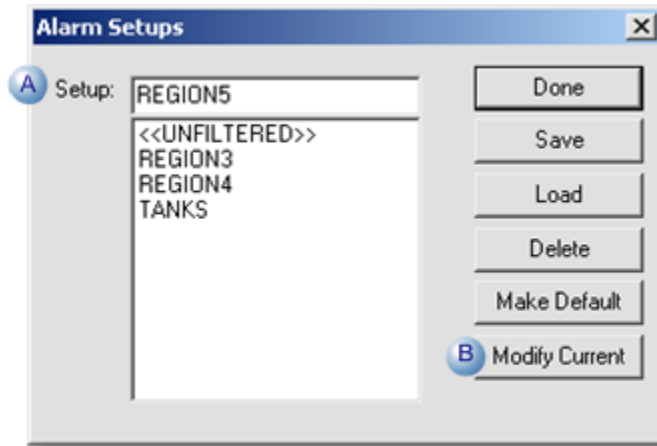 Alarm Setups
A Setup: REGION5
<<UNFILTERED>>
REGION3
REGION4
TANKS
Done
Save
Load
Delete
Make Default
B Modify Current